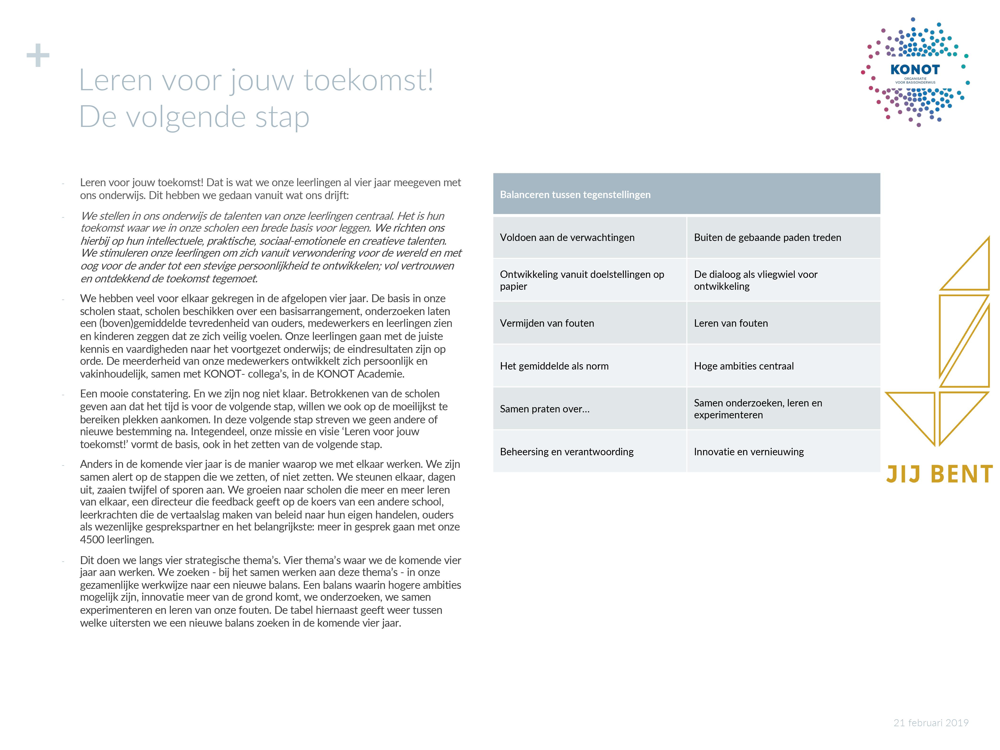 +
Leren voor jouw toekomst!
De volgende stap
KONOT
ORGANISATIE
VOOR BASISONDERWIJS
- Leren voor jouw toekomst! Dat is wat we onze leerlingen al vier jaar meegeven met
ons onderwijs. Dit hebben we gedaan vanuit wat ons drijft:
- We stellen in ons onderwijs de talenten van onze leerlingen centraal. Het is hun
toekomst waar we in onze scholen een brede basis voor leggen. We richten ons
hierbij op hun intellectuele, praktische, sociaal-emotionele en creatieve talenten.
We stimuleren onze leerlingen om zich vanuit verwondering voor de wereld en met
oog voor de ander tot een stevige persoonlijkheid te ontwikkelen; vol vertrouwen
en ontdekkend de toekomst tegemoet.
- We hebben veel voor elkaar gekregen in de afgelopen vier jaar. De basis in onze
scholen staat, scholen beschikken over een basisarrangement, onderzoeken laten
een (boven)gemiddelde tevredenheid van ouders, medewerkers en leerlingen zien
en kinderen zeggen dat ze zich veilig voelen. Onze leerlingen gaan met de juiste
kennis en vaardigheden naar het voortgezet onderwijs; de eindresultaten zijn op
orde. De meerderheid van onze medewerkers ontwikkelt zich persoonlijk en
vakinhoudelijk, samen met KONOT- collega’s, in de KONOT Academie.
- Een mooie constatering. En we zijn nog niet klaar. Betrokkenen van de scholen
geven aan dat het tijd is voor de volgende stap, willen we ook op de moeilijkst te
bereiken plekken aankomen. In deze volgende stap streven we geen andere of
nieuwe bestemming na. Integendeel, onze missie en visie ‘Leren voor jouw
toekomst!’ vormt de basis, ook in het zetten van de volgende stap.
- Anders in de komende vier jaar is de manier waarop we met elkaar werken. We zijn
samen alert op de stappen die we zetten, of niet zetten. We steunen elkaar, dagen
uit, zaaien twijfel of sporen aan. We groeien naar scholen die meer en meer leren
van elkaar, een directeur die feedback geeft op de koers van een andere school,
leerkrachten die de vertaalslag maken van beleid naar hun eigen handelen, ouders
als wezenlijke gesprekspartner en het belangrijkste: meer in gesprek gaan met onze
4500 leerlingen.
- Dit doen we langs vier strategische thema’s. Vier thema’s waar we de komende vier
jaar aan werken. We zoeken - bij het samen werken aan deze thema’s - in onze
gezamenlijke werkwijze naar een nieuwe balans. Een balans waarin hogere ambities
mogelijk zijn, innovatie meer van de grond komt, we onderzoeken, we samen
experimenteren en leren van onze fouten. De tabel hiernaast geeft weer tussen
welke uitersten we een nieuwe balans zoeken in de komende vier jaar.
Balanceren tussen tegenstellingen
Voldoen aan de verwachtingen
Buiten de gebaande paden treden
Ontwikkeling vanuit doelstellingen op
papier
De dialoog als vliegwiel voor
ontwikkeling
Vermijden van fouten
Leren van fouten
Het gemiddelde als norm
Hoge ambities centraal
Samen praten over…
Samen onderzoeken, leren en
experimenteren
Beheersing en verantwoording
Innovatie en vernieuwing
JIJ BENT
21 februari 2019